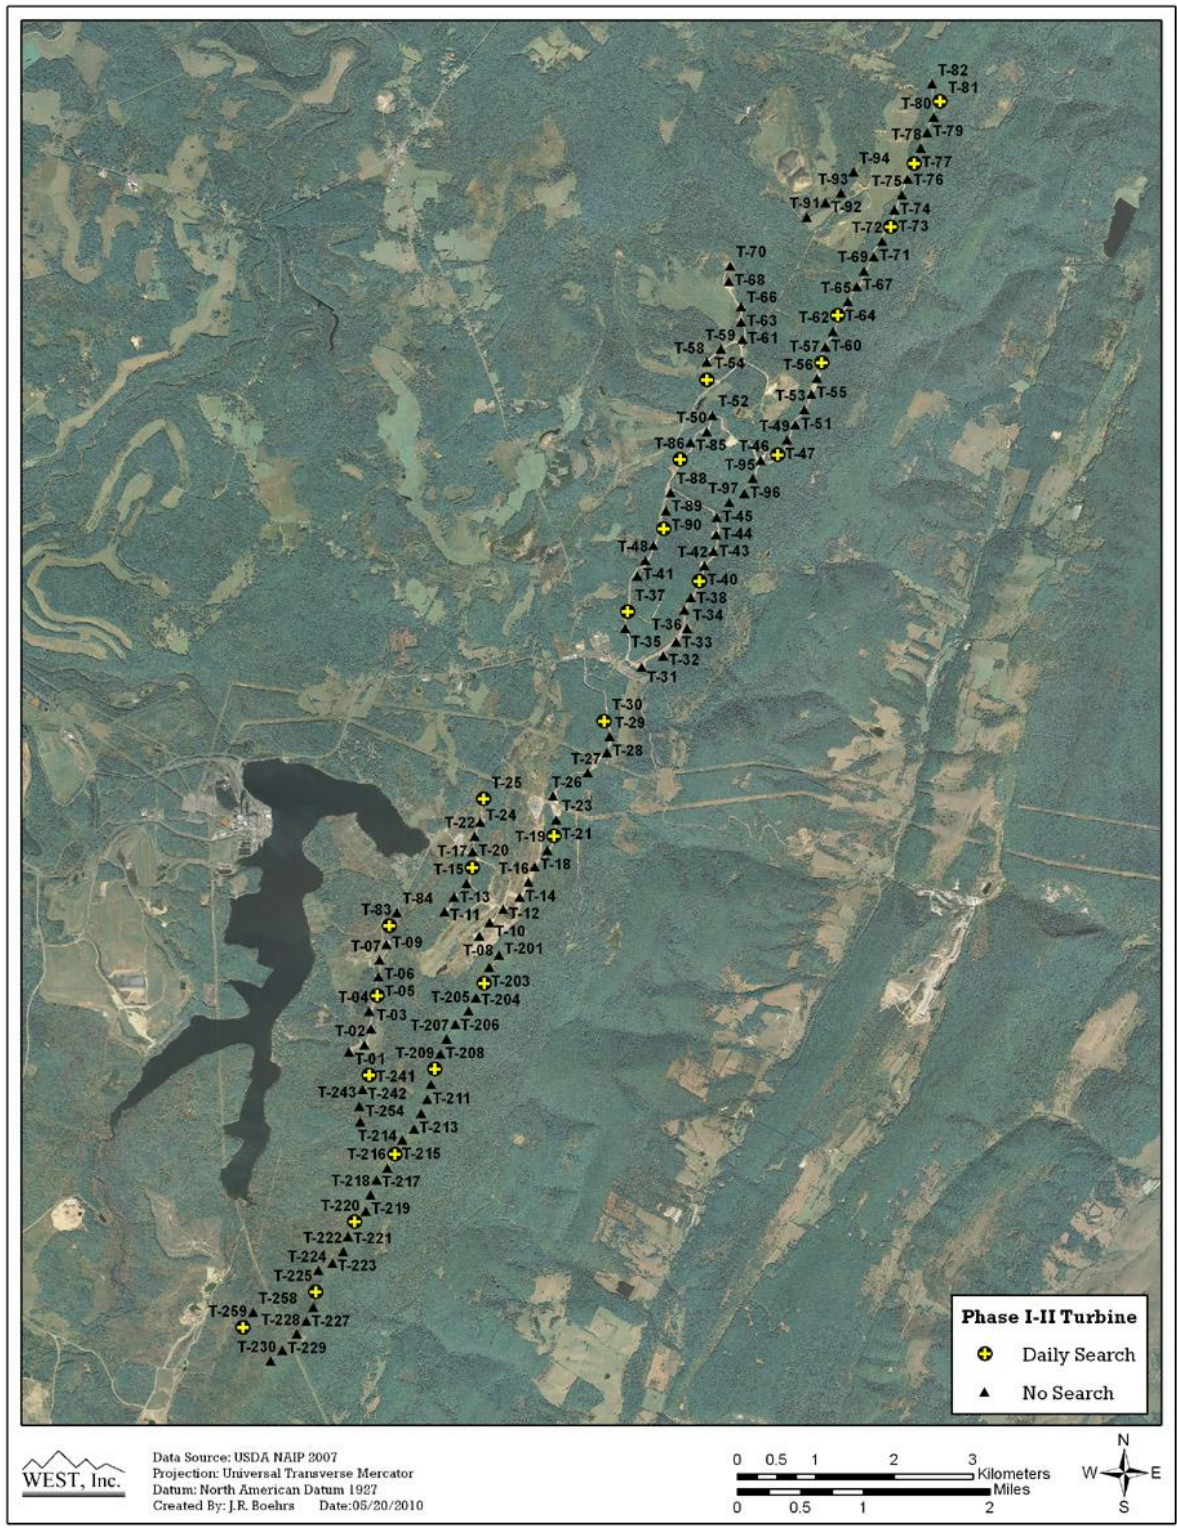 T-82
T-81
T-80
T-79
T-78
T-77
T-94
T-93
T-76
T-75
T-91
T-92
T-74
T-72
T-73
T-70
T-69
T-71
T-68
T-67
T-65
T-66
T-62
T-64
T-63
T-59
T-61
T-60
T-57
T-58
T-54
T-56
T-55
T-53
T-52
T-50
T-51
T-49
T-86
T-85
T-46
T-47
T-95
T-88
T-97
T-96
T-89
T-45
T-90
T-44
T-48
T-42
T-43
T-41
T-40
T-37
T-38
T-34
T-36
T-35
T-33
T-32
T-31
T-30
T-29
T-28
T-27
T-25
T-26
T-24
T-23
T-22
T-19
T-21
T-17
T-20
T-15
T-16
T-18
T-84
T-13
T-14
T-83
T-11
T-12
T-10
T-07
T-09
T-08
T-201
T-06
T-203
T-04
T-05
T-205
T-204
T-03
T-02
T-207
T-206
T-01
T-209
T-208
T-241
T-243
T-242
T-211
T-254
T-213
T-214
T-216
T-215
T-218
T-217
T-220
T-219
T-222
T-221
T-224
T-223
T-225
T-258
T-259
T-228
T-227
T-230
T-229
Phase I-II Turbine
Daily Search
No Search
WEST, Inc.
Data Source: USDA NAIP 2007
Projection: Universal Transverse Mercator
Datum: North American Datum 1927
Created By: J.R. Boehrs Date:05/20/2010
0 0.5 1 2 3
Kilometers
Miles
0 0.5 1 2
N
W E
S